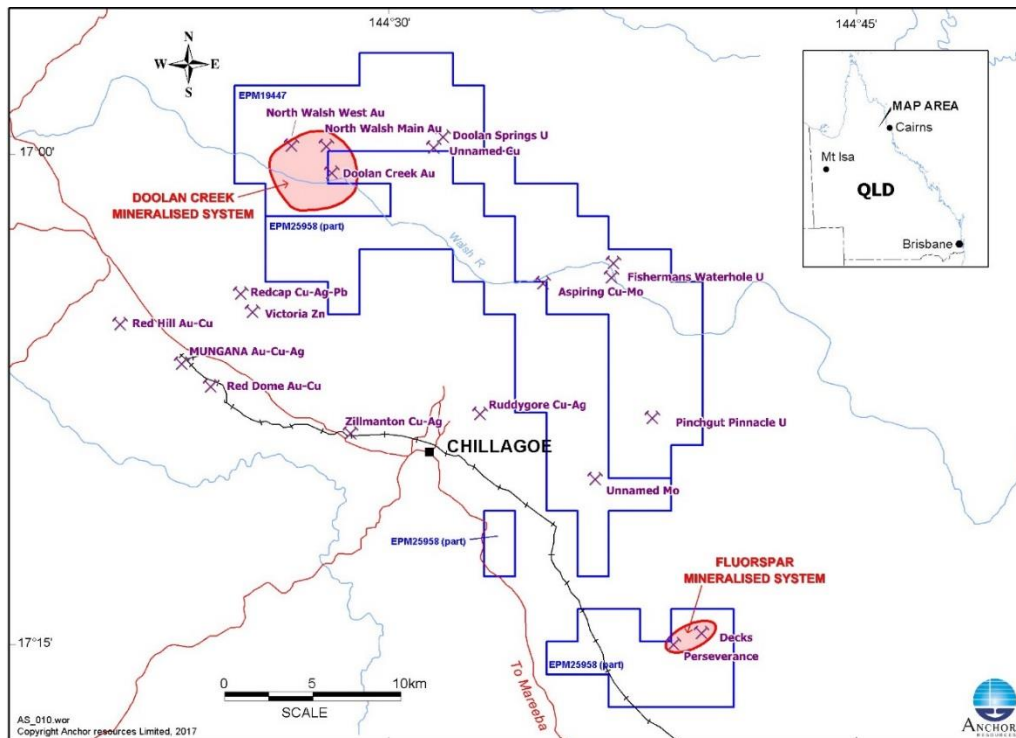 144°30'
144°45'
N
W E
S
EPM19447
North Walsh West Au
North Walsh Main Au
Doolan Springs U
Unnamed Cu
17°00'
Doolan Creek Au
DOOLAN CREEK
MINERALISED SYSTEM
EPM25958 (part)
Walsh R
MAP AREA
Cairns
Mt Isa
QLD
Brisbane
Fishermans Waterhole U
Aspiring Cu-Mo
Redcap Cu-Ag-Pb
Victoria Zn
Red Hill Au-Cu
MUNGANA Au-Cu-Ag
Red Dome Au-Cu
Zillmanton Cu-Ag
Ruddygore Cu-Ag
Pinchgut Pinnacle U
CHILLAGOE
Unnamed Mo
EPM25958 (part)
FLUORSPAR
MINERALISED SYSTEM
17°15'
Decks
Perseverance
EPM25958 (part)
To Mareeba
0 5 10km
SCALE
AS_010.wor
Copyright Anchor resources Limited, 2017
ANCHOR
RESOURCES